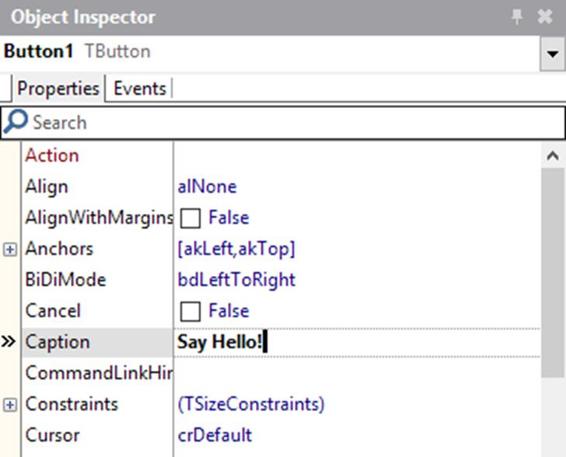 Object Inspector
Button1 TButton
Properties Events
Search
Action
Align alNone
AlignWithMargins False
Anchors [akLeft,akTop]
BiDiMode bdLeftToRight
Cancel False
Caption Say Hello!
CommandLinkHir
Constraints (TSizeConstraints)
Cursor crDefault